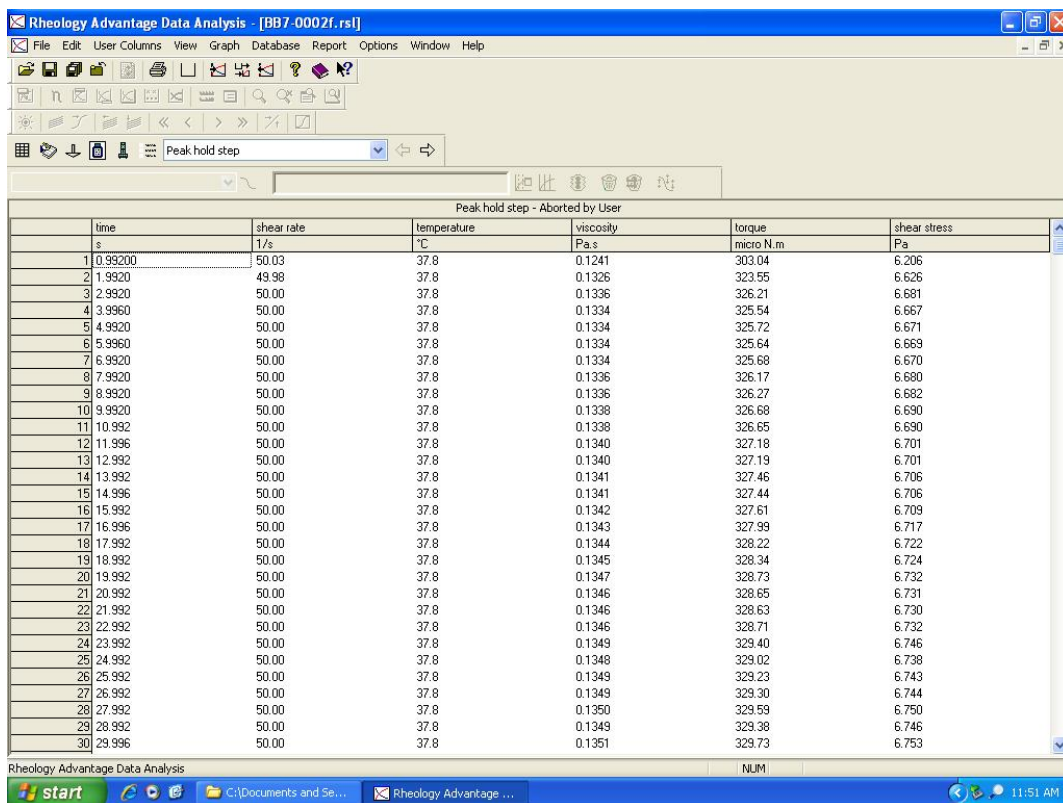 Rheology Advantage Data Analysis - [BB7-0002f.rsl]
File Edit User Columns View Graph Database Report Options Window Help
Peak hold step
Peak hold step - Aborted by User
time shear rate temperature viscosity torque shear stress
s 1/s °C Pa.s micro N.m Pa
1 0.99200 50.03 37.8 0.1241 303.04 6.206
2 1.9920 49.98 37.8 0.1326 323.55 6.626
3 2.9920 50.00 37.8 0.1336 326.21 6.681
4 3.9960 50.00 37.8 0.1334 325.54 6.667
5 4.9920 50.00 37.8 0.1334 325.72 6.671
6 5.9960 50.00 37.8 0.1334 325.64 6.669
7 6.9920 50.00 37.8 0.1334 325.68 6.670
8 7.9920 50.00 37.8 0.1336 326.17 6.680
9 8.9920 50.00 37.8 0.1336 326.27 6.682
10 9.9920 50.00 37.8 0.1338 326.68 6.690
11 10.992 50.00 37.8 0.1338 326.65 6.690
12 11.996 50.00 37.8 0.1340 327.18 6.701
13 12.992 50.00 37.8 0.1340 327.19 6.701
14 13.992 50.00 37.8 0.1341 327.46 6.706
15 14.996 50.00 37.8 0.1341 327.44 6.706
16 15.992 50.00 37.8 0.1342 327.61 6.709
17 16.996 50.00 37.8 0.1343 327.99 6.717
18 17.992 50.00 37.8 0.1344 328.22 6.722
19 18.992 50.00 37.8 0.1345 328.34 6.724
20 19.992 50.00 37.8 0.1347 328.73 6.732
21 20.992 50.00 37.8 0.1346 328.65 6.731
22 21.992 50.00 37.8 0.1346 328.63 6.730
23 22.992 50.00 37.8 0.1346 328.71 6.732
24 23.992 50.00 37.8 0.1349 329.40 6.746
25 24.992 50.00 37.8 0.1348 329.02 6.738
26 25.992 50.00 37.8 0.1349 329.23 6.743
27 26.992 50.00 37.8 0.1349 329.30 6.744
28 27.992 50.00 37.8 0.1350 329.59 6.750
29 28.992 50.00 37.8 0.1349 329.38 6.746
30 29.996 50.00 37.8 0.1351 329.73 6.753
Rheology Advantage Data Analysis NUM
start C:\Documents and Se... Rheology Advantage ... 11:51 AM